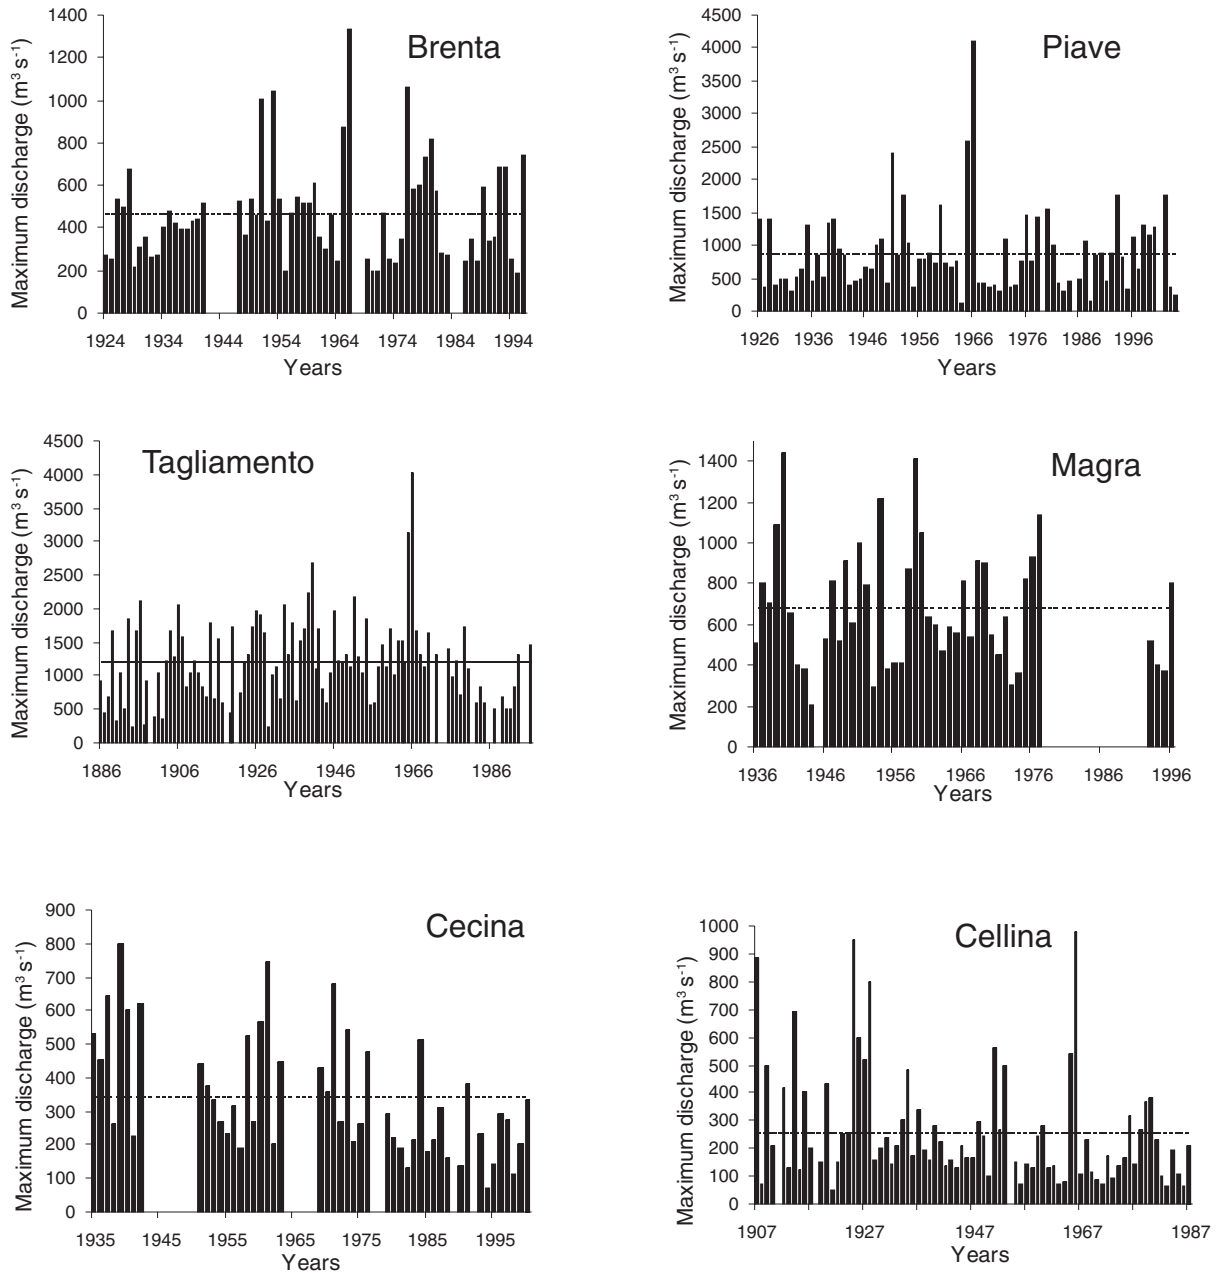 Brenta
Maximum discharge (m³ s⁻¹)
1400
1200
1000
800
600
400
200
0
1924 1934 1944 1954 1964 1974 1984 1994
Years
Piave
Maximum discharge (m³ s⁻¹)
4500
4000
3500
3000
2500
2000
1500
1000
500
0
1926 1936 1946 1956 1966 1976 1986 1996
Years
Tagliamento
Maximum discharge (m³ s⁻¹)
4500
4000
3500
3000
2500
2000
1500
1000
500
0
1886 1906 1926 1946 1966 1986
Years
Magra
Maximum discharge (m³ s⁻¹)
1400
1200
1000
800
600
400
200
0
1936 1946 1956 1966 1976 1986 1996
Years
Cecina
Maximum discharge (m³ s⁻¹)
900
800
700
600
500
400
300
200
100
0
1935 1945 1955 1965 1975 1985 1995
Years
Cellina
Maximum discharge (m³ s⁻¹)
1000
900
800
700
600
500
400
300
200
100
0
1907 1927 1947 1967 1987
Years